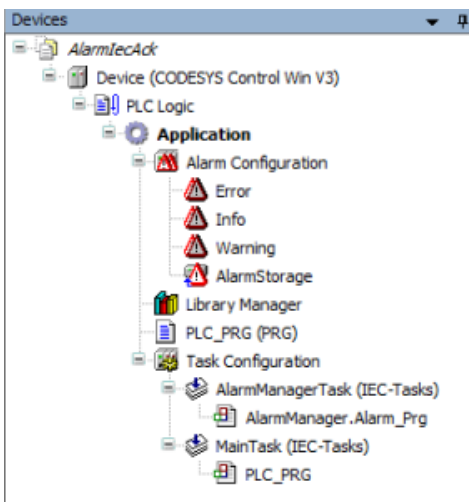 Devices
AlarmIecAck
Device (CODESYS Control Win V3)
PLC Logic
Application
Alarm Configuration
Error
Info
Warning
AlarmStorage
Library Manager
PLC_PRG (PRG)
Task Configuration
AlarmManagerTask (IEC-Tasks)
AlarmManager.Alarm_Prg
MainTask (IEC-Tasks)
PLC_PRG